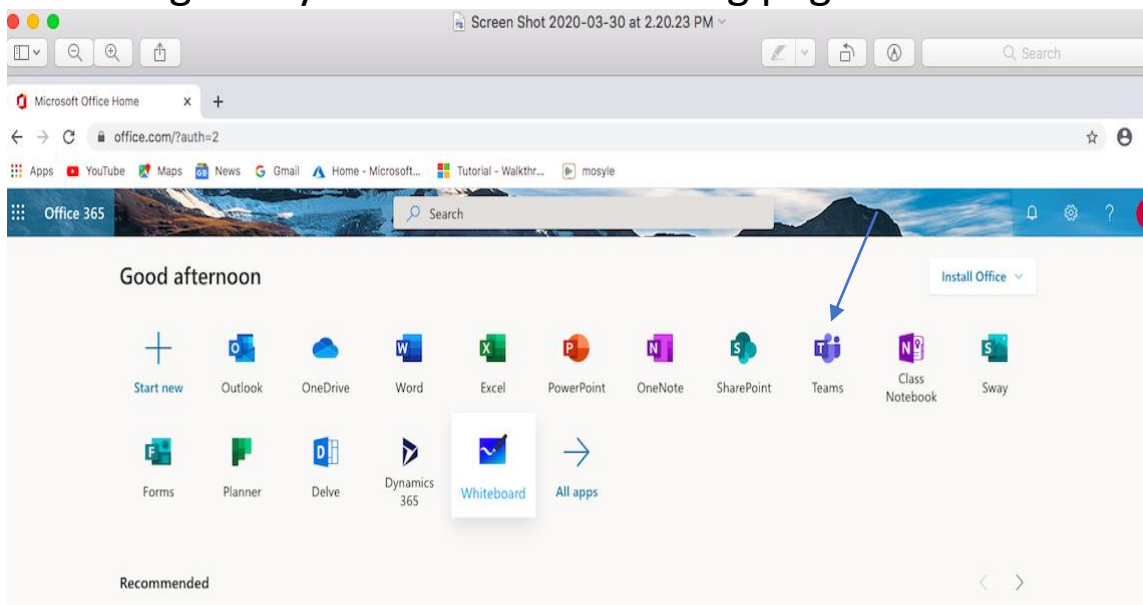 Screen Shot 2020-03-30 at 2.20.23 PM
Search
Microsoft Office Home
office.com/?auth=2
Apps YouTube Maps News Gmail Home - Microsoft... Tutorial - Walkthr... mosyle
Office 365 Search ?
Good afternoon
Install Office
Start new Outlook OneDrive Word Excel PowerPoint OneNote SharePoint Teams Class Notebook Sway
Forms Planner Delve Dynamics 365 Whiteboard All apps
Recommended